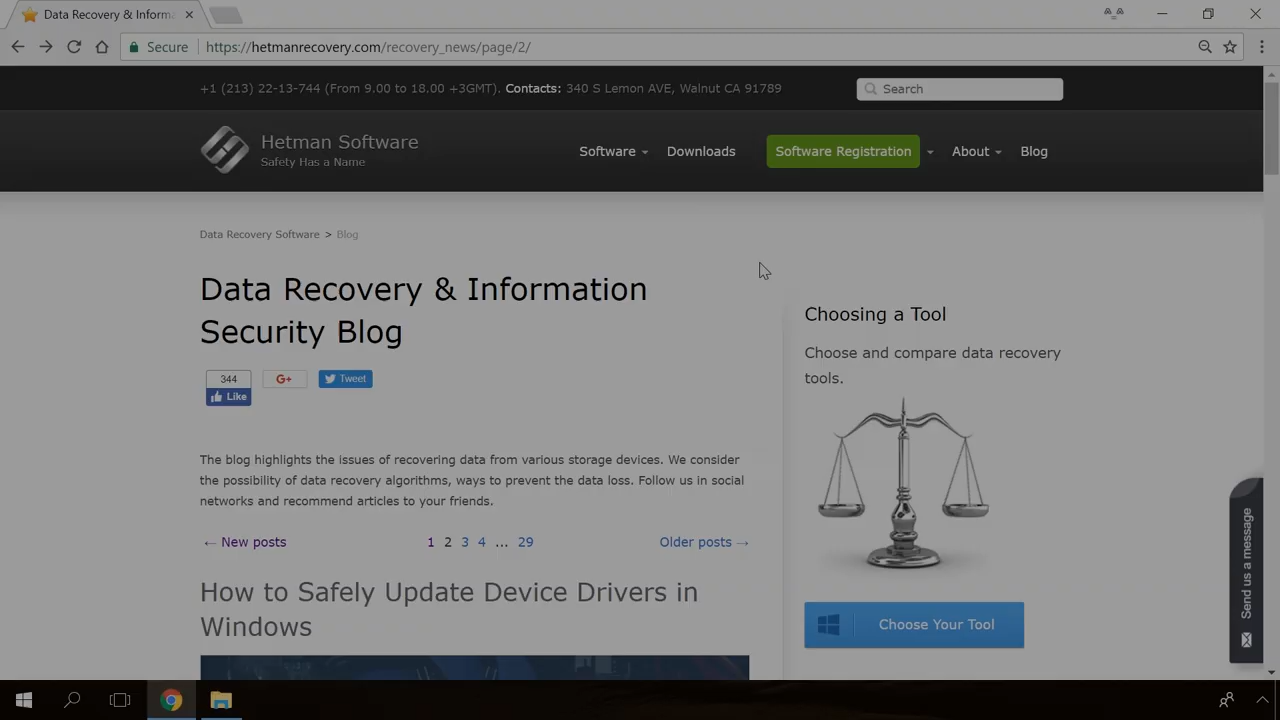 Data Recovery & Inform
Secure
https://hetmanrecovery.com/recovery_news/page/2/
+1 (213) 22-13-744 (From 9.00 to 18.00 +3GMT). Contacts: 340 S Lemon AVE, Walnut CA 91789
Search
Hetman Software
Safety Has a Name
Software
Downloads
Software Registration
About
Blog
Data Recovery Software > Blog
Data Recovery & Information
Security Blog
344
Like
G+
Tweet
The blog highlights the issues of recovering data from various storage devices. We consider
the possibility of data recovery algorithms, ways to prevent the data loss. Follow us in social
networks and recommend articles to your friends.
← New posts
1 2 3 4 ... 29
Older posts →
How to Safely Update Device Drivers in
Windows
Choosing a Tool
Choose and compare data recovery
tools.
Choose Your Tool
Send us a message